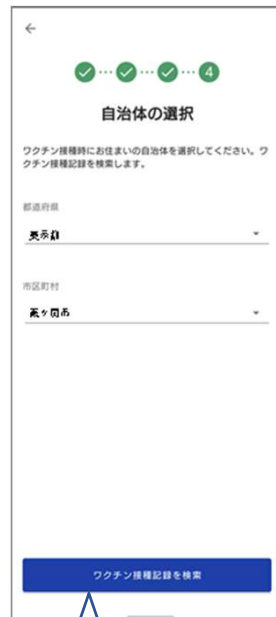 4
自治体の選択
ワクチン接種時にお住まいの自治体を選択してください。ワ
クチン接種記録を検索します。
都道府県
市区町村
ワクチン接種記録を検索